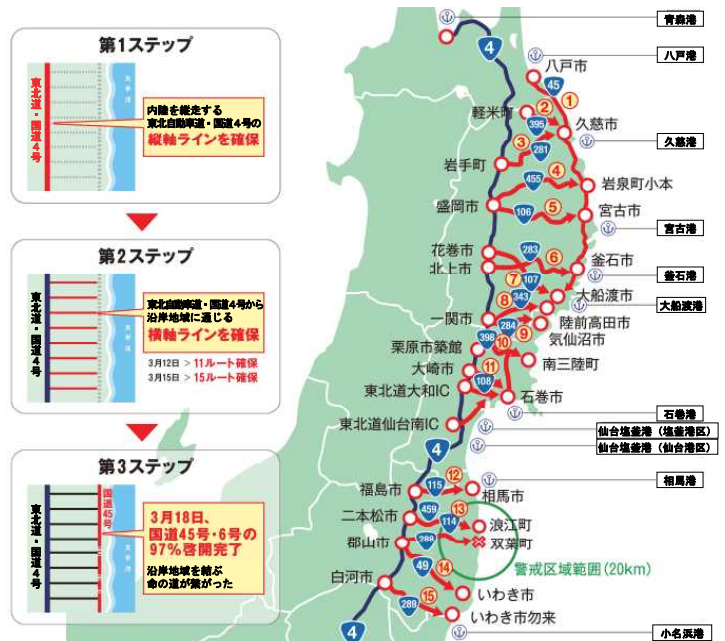 第1ステップ
東北道・国道4号
太平洋
内陸を縦走する
東北自動車道・国道4号の
縦軸ラインを確保
第2ステップ
東北道・国道4号
太平洋
東北自動車道・国道4号から
沿岸地域に通じる
横軸ラインを確保
3月12日 > 11ルート確保
3月15日 > 15ルート確保
第3ステップ
東北道・国道4号
国道45号
太平洋
3月18日、
国道45号・6号の
97%啓開完了
沿岸地域を結ぶ
命の道が繋がった
青森港
4
八戸港
八戸市
45
①
軽米町
②
395
久慈市
③
281
久慈港
岩手町
455
④
岩泉町小本
盛岡市
106
⑤
宮古市
宮古港
花巻市
283
⑥
釜石市
北上市
⑦
107
釜石港
⑧
343
大船渡市
大船渡港
一関市
284
⑨
陸前高田市
気仙沼市
398
⑩
栗原市築館
南三陸町
大崎市
⑪
108
東北道大和IC
石巻市
石巻港
東北道仙台南IC
仙台塩釜港(塩釜港区)
仙台塩釜港(仙台港区)
4
相馬港
福島市
115
⑫
相馬市
二本松市
459
⑬
114
浪江町
郡山市
288
双葉町
警戒区域範囲(20km)
49
⑭
白河市
いわき市
289
⑮
いわき市勿来
4
小名浜港